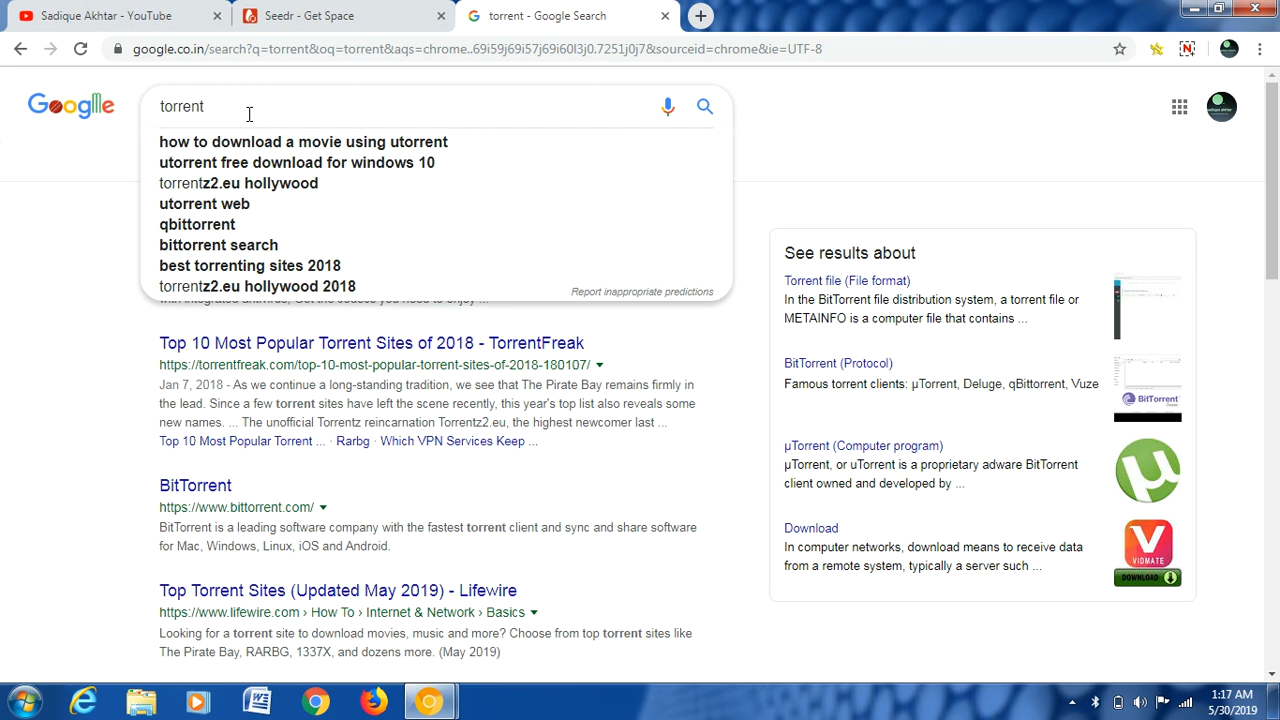 Sadique Akhtar - YouTube
Seedr - Get Space
torrent - Google Search
google.co.in/search?q=torrent&oq=torrent&aqs=chrome..69i59j69i57j69i60l3j0.7251j0j7&sourceid=chrome&ie=UTF-8
torrent
how to download a movie using utorrent
utorrent free download for windows 10
torrentz2.eu hollywood
utorrent web
qbittorrent
bittorrent search
best torrenting sites 2018
torrentz2.eu hollywood 2018
Report inappropriate predictions
Top 10 Most Popular Torrent Sites of 2018 - TorrentFreak
https://torrentfreak.com/top-10-most-popular-torrent-sites-of-2018-180107/
Jan 7, 2018 - As we continue a long-standing tradition, we see that The Pirate Bay remains firmly in
the lead. Since a few torrent sites have left the scene recently, this year's top list also reveals some
new names. ... The unofficial Torrentz reincarnation Torrentz2.eu, the highest newcomer last ...
Top 10 Most Popular Torrent ... · Rarbg · Which VPN Services Keep ...
BitTorrent
https://www.bittorrent.com/
BitTorrent is a leading software company with the fastest torrent client and sync and share software
for Mac, Windows, Linux, iOS and Android.
Top Torrent Sites (Updated May 2019) - Lifewire
https://www.lifewire.com › How To › Internet & Network › Basics
Looking for a torrent site to download movies, music and more? Choose from top torrent sites like
The Pirate Bay, RARBG, 1337X, and dozens more. (May 2019)
See results about
Torrent file (File format)
In the BitTorrent file distribution system, a torrent file or
METAINFO is a computer file that contains ...
BitTorrent (Protocol)
Famous torrent clients: μTorrent, Deluge, qBittorrent, Vuze
BitTorrent
μTorrent (Computer program)
μTorrent, or uTorrent is a proprietary adware BitTorrent
client owned and developed by ...
Download
In computer networks, download means to receive data
from a remote system, typically a server such ...
VIDMATE
DOWNLOAD
1:17 AM
5/30/2019